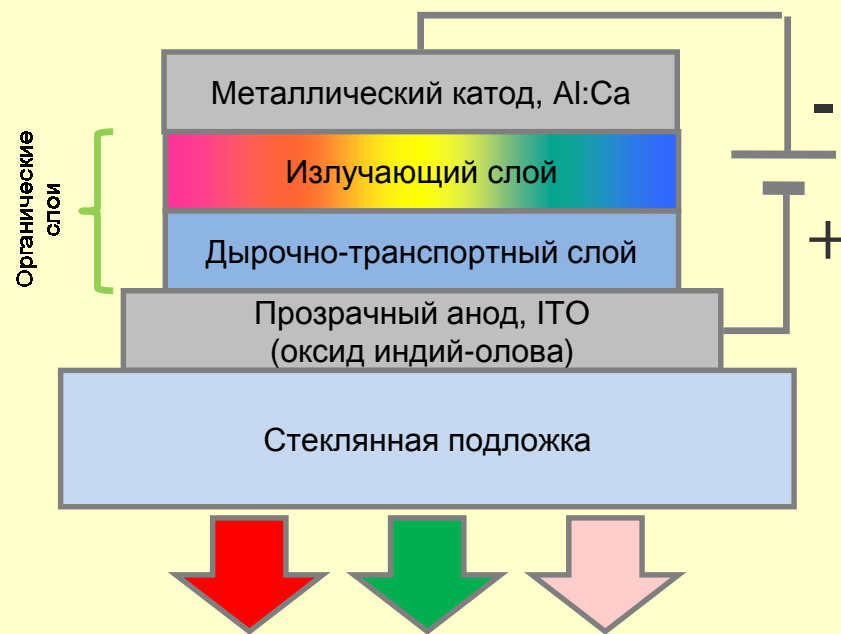 Металлический катод, Al:Ca
-
Органические
слои
Излучающий слой
Дырочно-транспортный слой
+
Прозрачный анод, ITO
(оксид индий-олова)
Стеклянная подложка